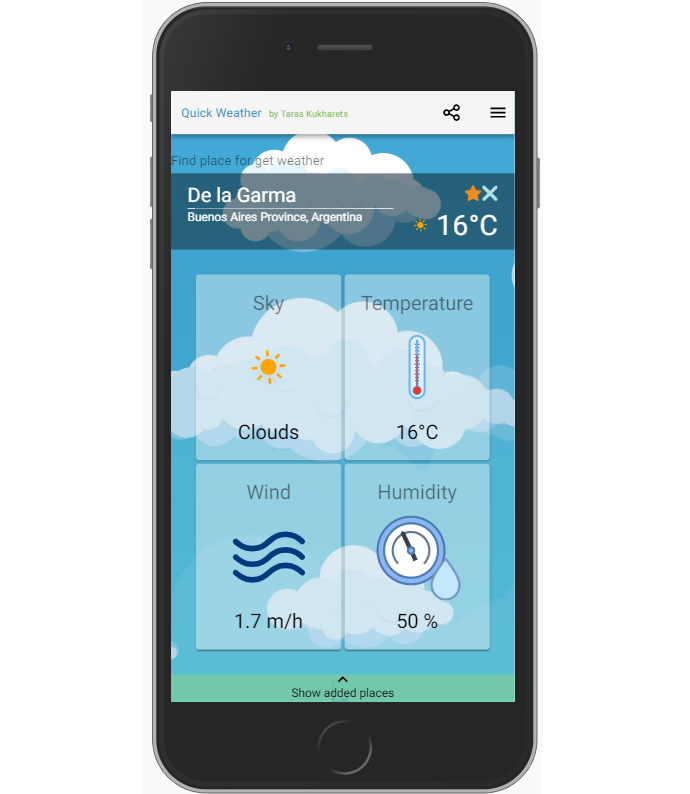 Quick Weather by Taras Kukharets
Find place for get weather
De la Garma
Buenos Aires Province, Argentina
16°C
Sky
Temperature
Clouds
16°C
Wind
Humidity
1.7 m/h
50 %
Show added places